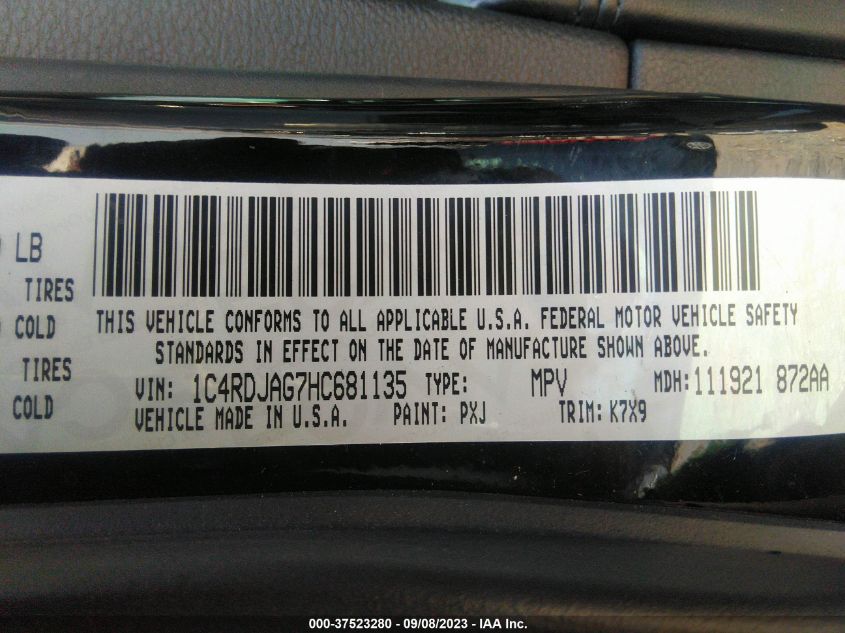 LB
TIRES
COLD
TIRES
COLD
THIS VEHICLE CONFORMS TO ALL APPLICABLE U.S.A. FEDERAL MOTOR VEHICLE SAFETY
STANDARDS IN EFFECT ON THE DATE OF MANUFACTURE SHOWN ABOVE.
VIN: 1C4RDJAG7HC681135 TYPE: MPV MDH: 111921 872AA
VEHICLE MADE IN U.S.A. PAINT: PXJ TRIM: K7X9
000-37523280 - 09/08/2023 - IAA Inc.